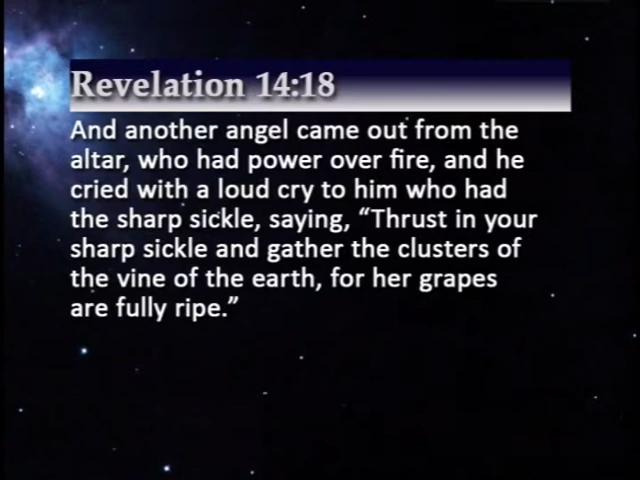 Revelation 14:18
And another angel came out from the
altar, who had power over fire, and he
cried with a loud cry to him who had
the sharp sickle, saying, “Thrust in your
sharp sickle and gather the clusters of
the vine of the earth, for her grapes
are fully ripe.”